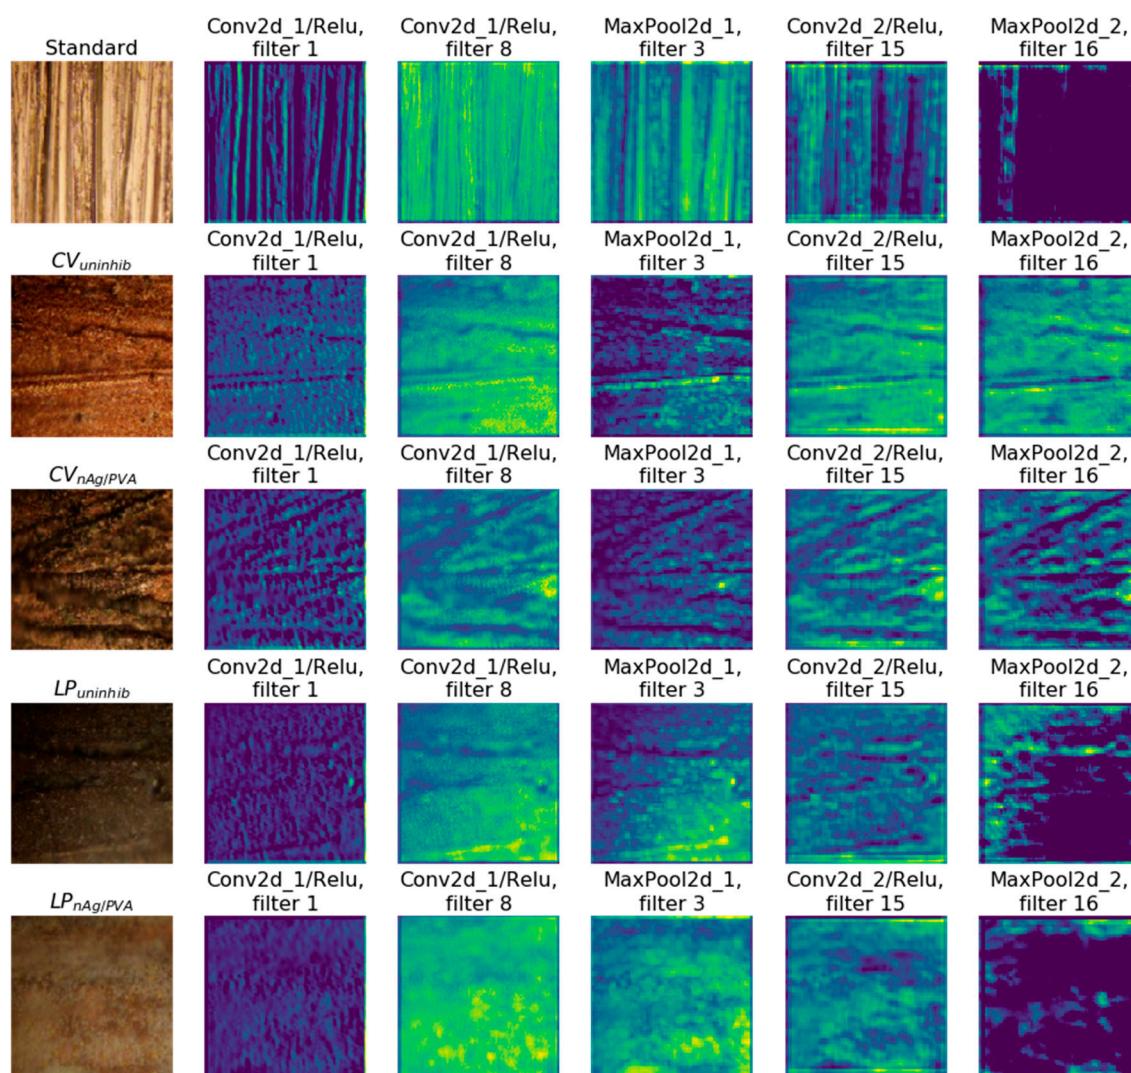 Standard
Conv2d_1/Relu,
filter 1
Conv2d_1/Relu,
filter 8
MaxPool2d_1,
filter 3
Conv2d_2/Relu,
filter 15
MaxPool2d_2,
filter 16
CVuninhib
Conv2d_1/Relu,
filter 1
Conv2d_1/Relu,
filter 8
MaxPool2d_1,
filter 3
Conv2d_2/Relu,
filter 15
MaxPool2d_2,
filter 16
CVnAg/PVA
Conv2d_1/Relu,
filter 1
Conv2d_1/Relu,
filter 8
MaxPool2d_1,
filter 3
Conv2d_2/Relu,
filter 15
MaxPool2d_2,
filter 16
LPuninhib
Conv2d_1/Relu,
filter 1
Conv2d_1/Relu,
filter 8
MaxPool2d_1,
filter 3
Conv2d_2/Relu,
filter 15
MaxPool2d_2,
filter 16
LPnAg/PVA
Conv2d_1/Relu,
filter 1
Conv2d_1/Relu,
filter 8
MaxPool2d_1,
filter 3
Conv2d_2/Relu,
filter 15
MaxPool2d_2,
filter 16